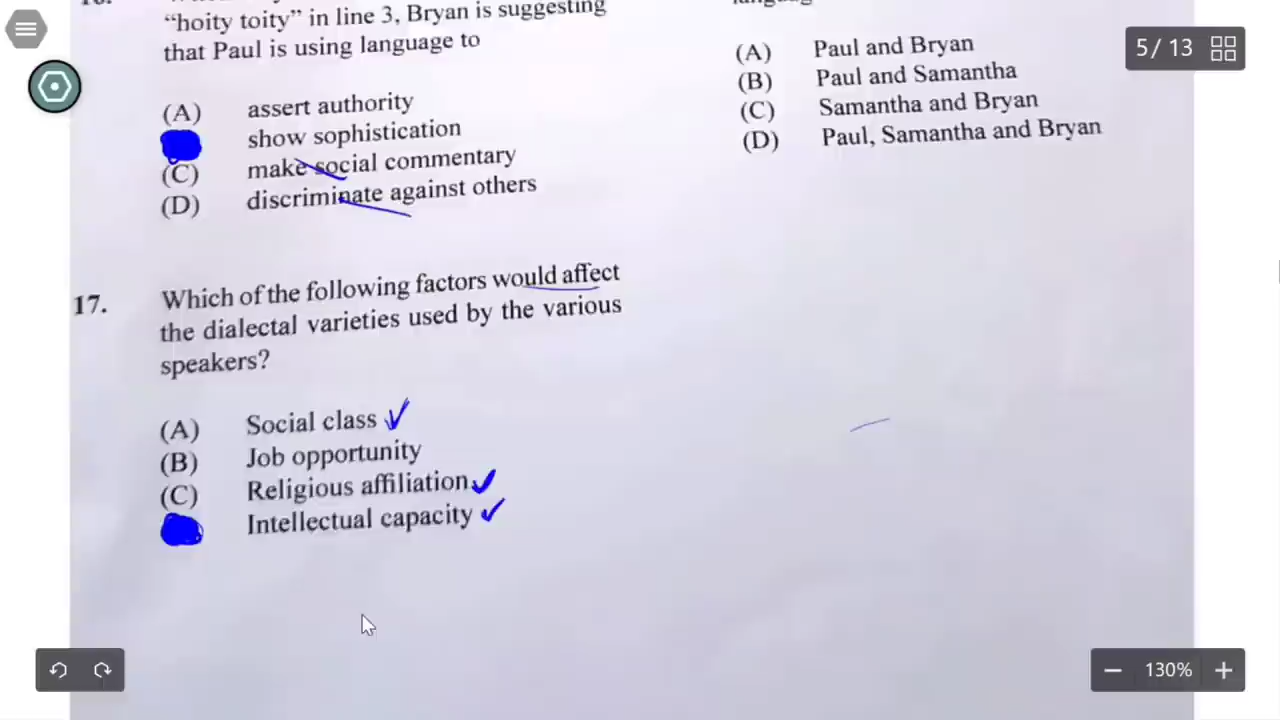 "hoity toity" in line 3, Bryan is suggesting
that Paul is using language to
(A) assert authority
show sophistication
(C) make social commentary
(D) discriminate against others
17. Which of the following factors would affect
the dialectal varieties used by the various
speakers?
(A) Social class
(B) Job opportunity
(C) Religious affiliation
Intellectual capacity
(A) Paul and Bryan
(B) Paul and Samantha
(C) Samantha and Bryan
(D) Paul, Samantha and Bryan
5 / 13
130%